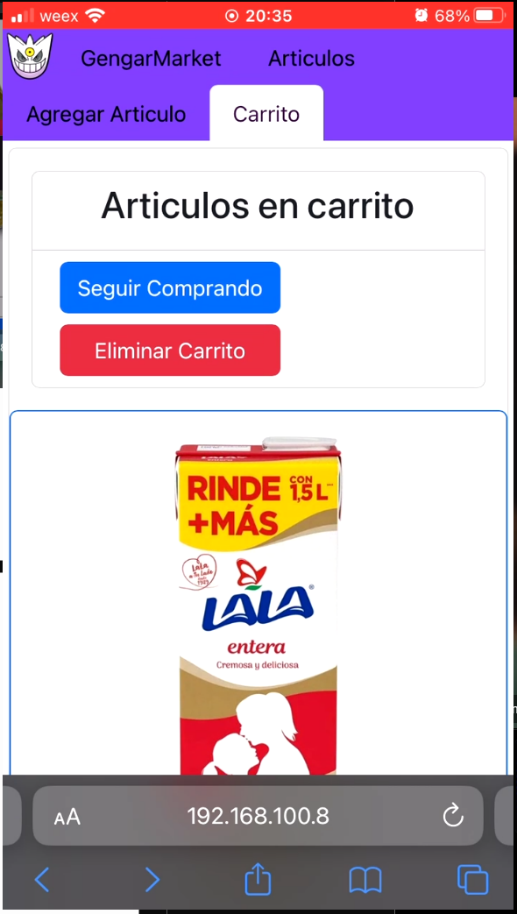 weex 20:35 68%
GengarMarket Articulos
Agregar Articulo Carrito
Articulos en carrito
Seguir Comprando
Eliminar Carrito
RINDE CON 1,5 L
+MÁS
LALA
entera
Cremosa y deliciosa
AA 192.168.100.8